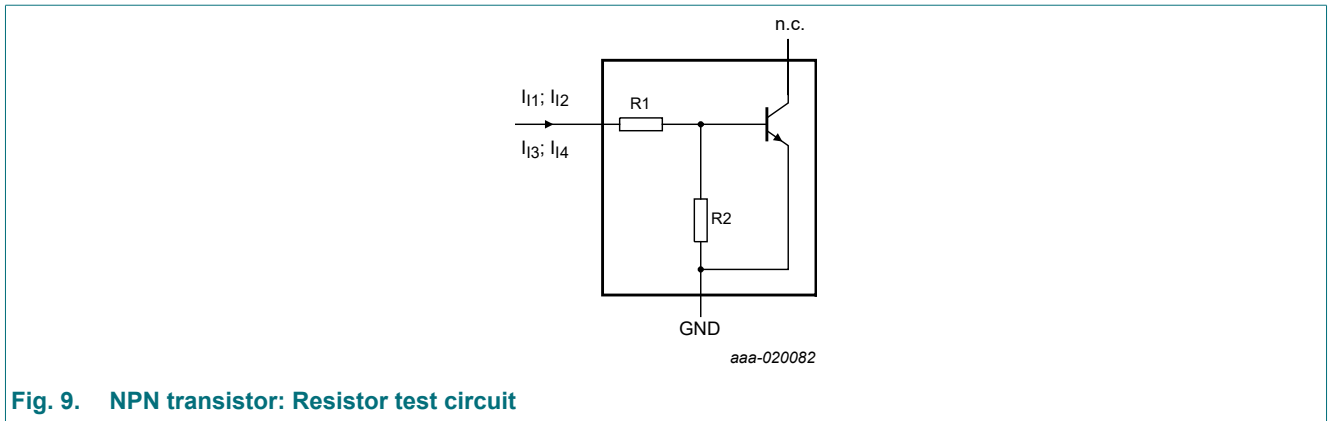 n.c.
II1; II2
R1
II3; II4
R2
GND
aaa-020082
Fig. 9. NPN transistor: Resistor test circuit